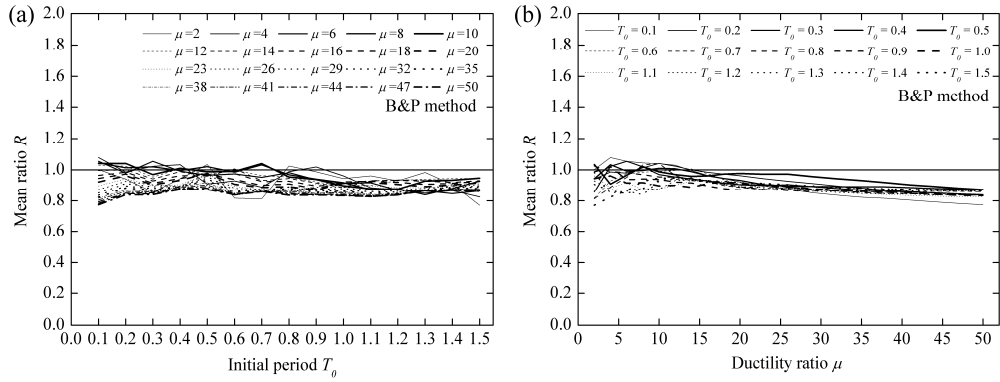 (a)
2.0
1.8
1.6
1.4
1.2
1.0
0.8
0.6
0.4
0.2
0.0
Mean ratio R
μ=2 μ=4 μ=6 μ=8 μ=10
μ=12 μ=14 μ=16 μ=18 μ=20
μ=23 μ=26 μ=29 μ=32 μ=35
μ=38 μ=41 μ=44 μ=47 μ=50
B&P method
0.0 0.1 0.2 0.3 0.4 0.5 0.6 0.7 0.8 0.9 1.0 1.1 1.2 1.3 1.4 1.5
Initial period T0
(b)
2.0
1.8
1.6
1.4
1.2
1.0
0.8
0.6
0.4
0.2
0.0
Mean ratio R
T0 = 0.1 T0 = 0.2 T0 = 0.3 T0 = 0.4 T0 = 0.5
T0 = 0.6 T0 = 0.7 T0 = 0.8 T0 = 0.9 T0 = 1.0
T0 = 1.1 T0 = 1.2 T0 = 1.3 T0 = 1.4 T0 = 1.5
B&P method
0 5 10 15 20 25 30 35 40 45 50
Ductility ratio μ